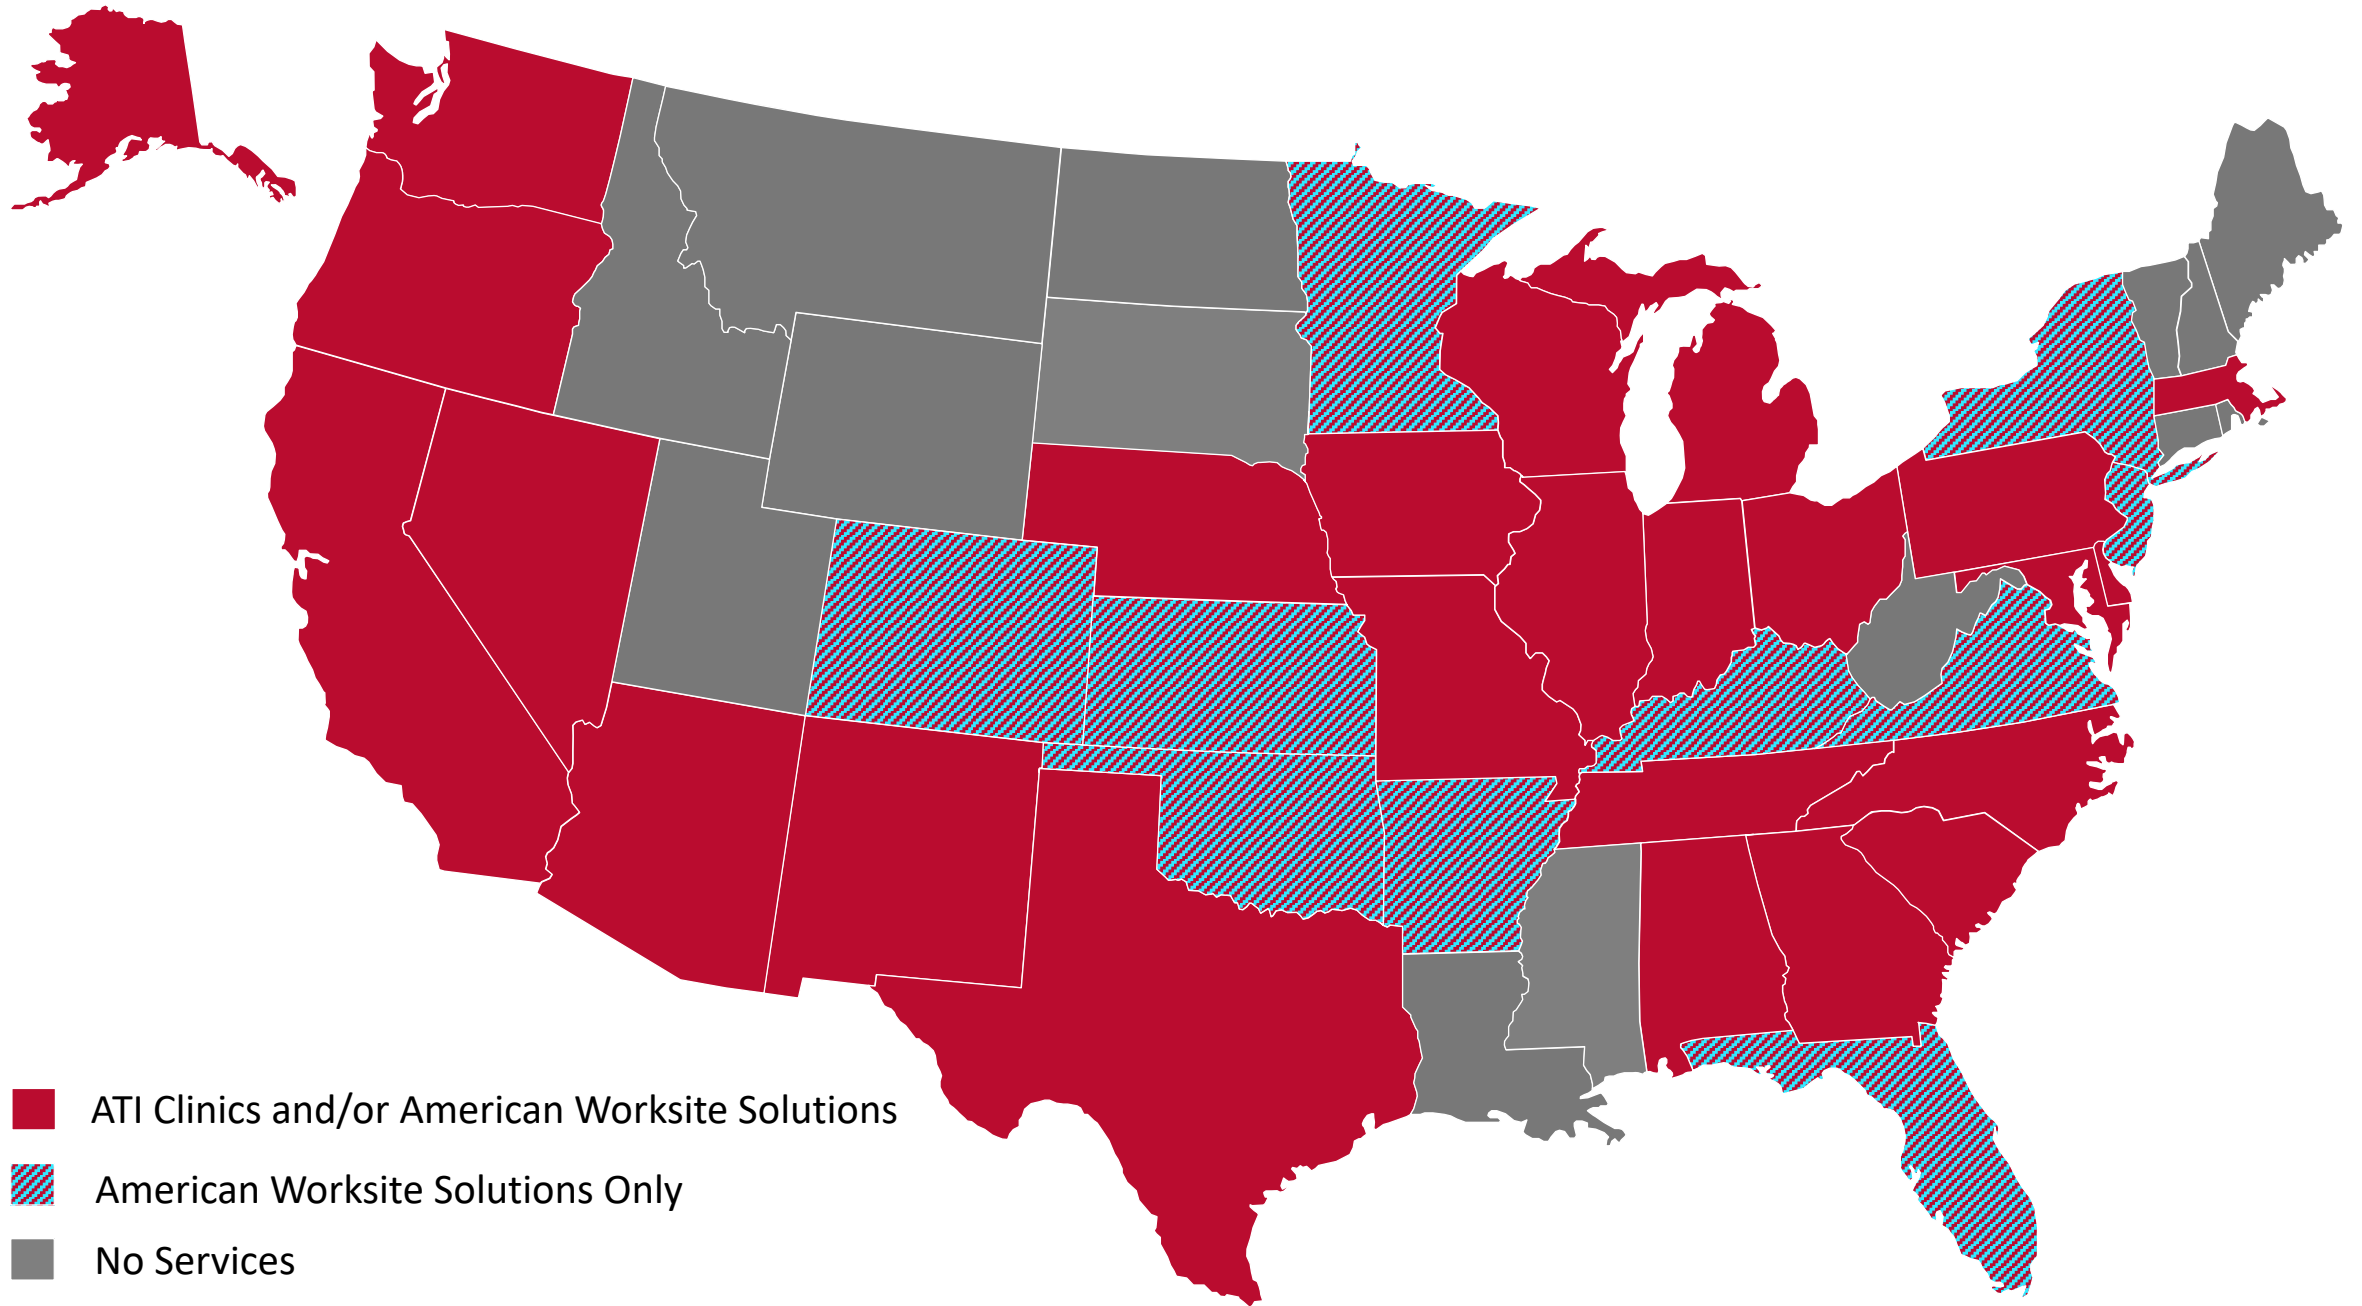 ATI Clinics and/or American Worksite Solutions
American Worksite Solutions Only
No Services